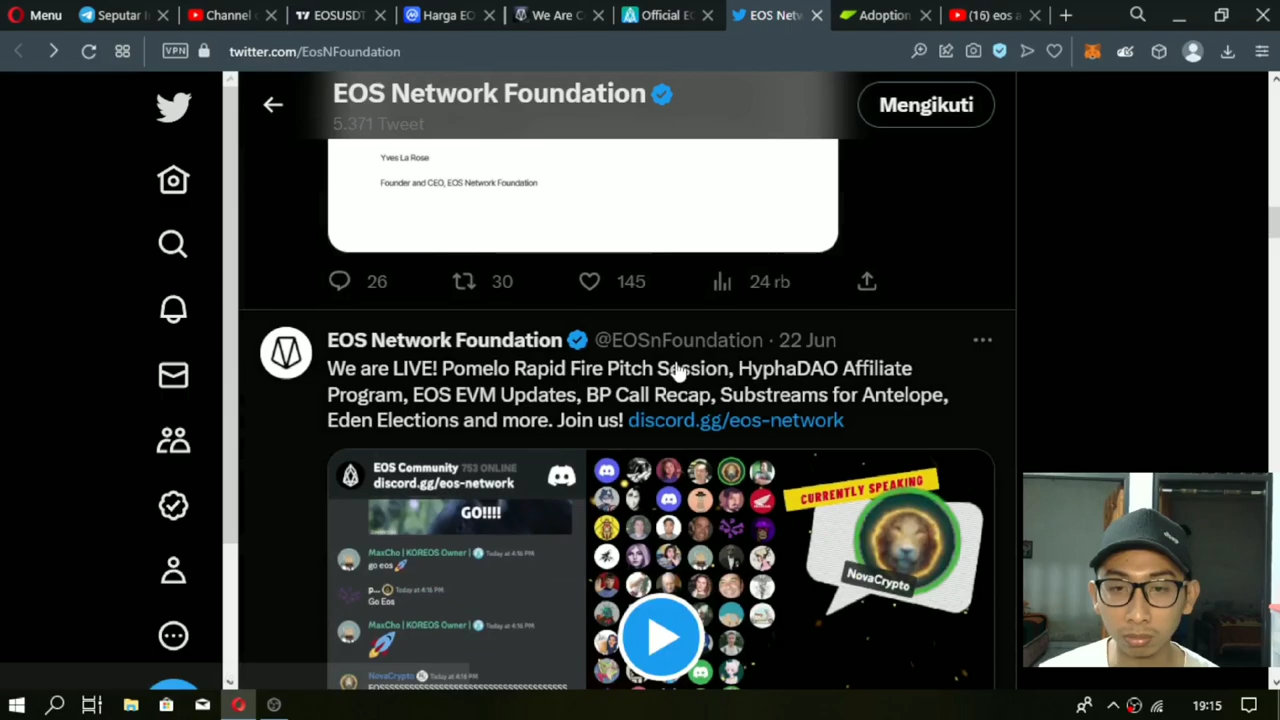 Menu
Seputar I
Channel d
EOSUSDT
Harga EO
We Are C
Official EO
EOS Netw
Adoption
(16) eos a
VPN
twitter.com/EosNFoundation
EOS Network Foundation
5.371 Tweet
Mengikuti
Yves La Rose
Founder and CEO, EOS Network Foundation
26
30
145
24 rb
EOS Network Foundation @EOSnFoundation · 22 Jun
We are LIVE! Pomelo Rapid Fire Pitch Session, HyphaDAO Affiliate
Program, EOS EVM Updates, BP Call Recap, Substreams for Antelope,
Eden Elections and more. Join us! discord.gg/eos-network
EOS Community 753 ONLINE
discord.gg/eos-network
GO!!!!
MaxCho | KOREOS Owner | Today at 4:16 PM
go eos
p... Today at 4:16 PM
Go Eos
MaxCho | KOREOS Owner | Today at 4:16 PM
NovaCrypto Today at 4:16 PM
CURRENTLY SPEAKING
NovaCrypto
19:15